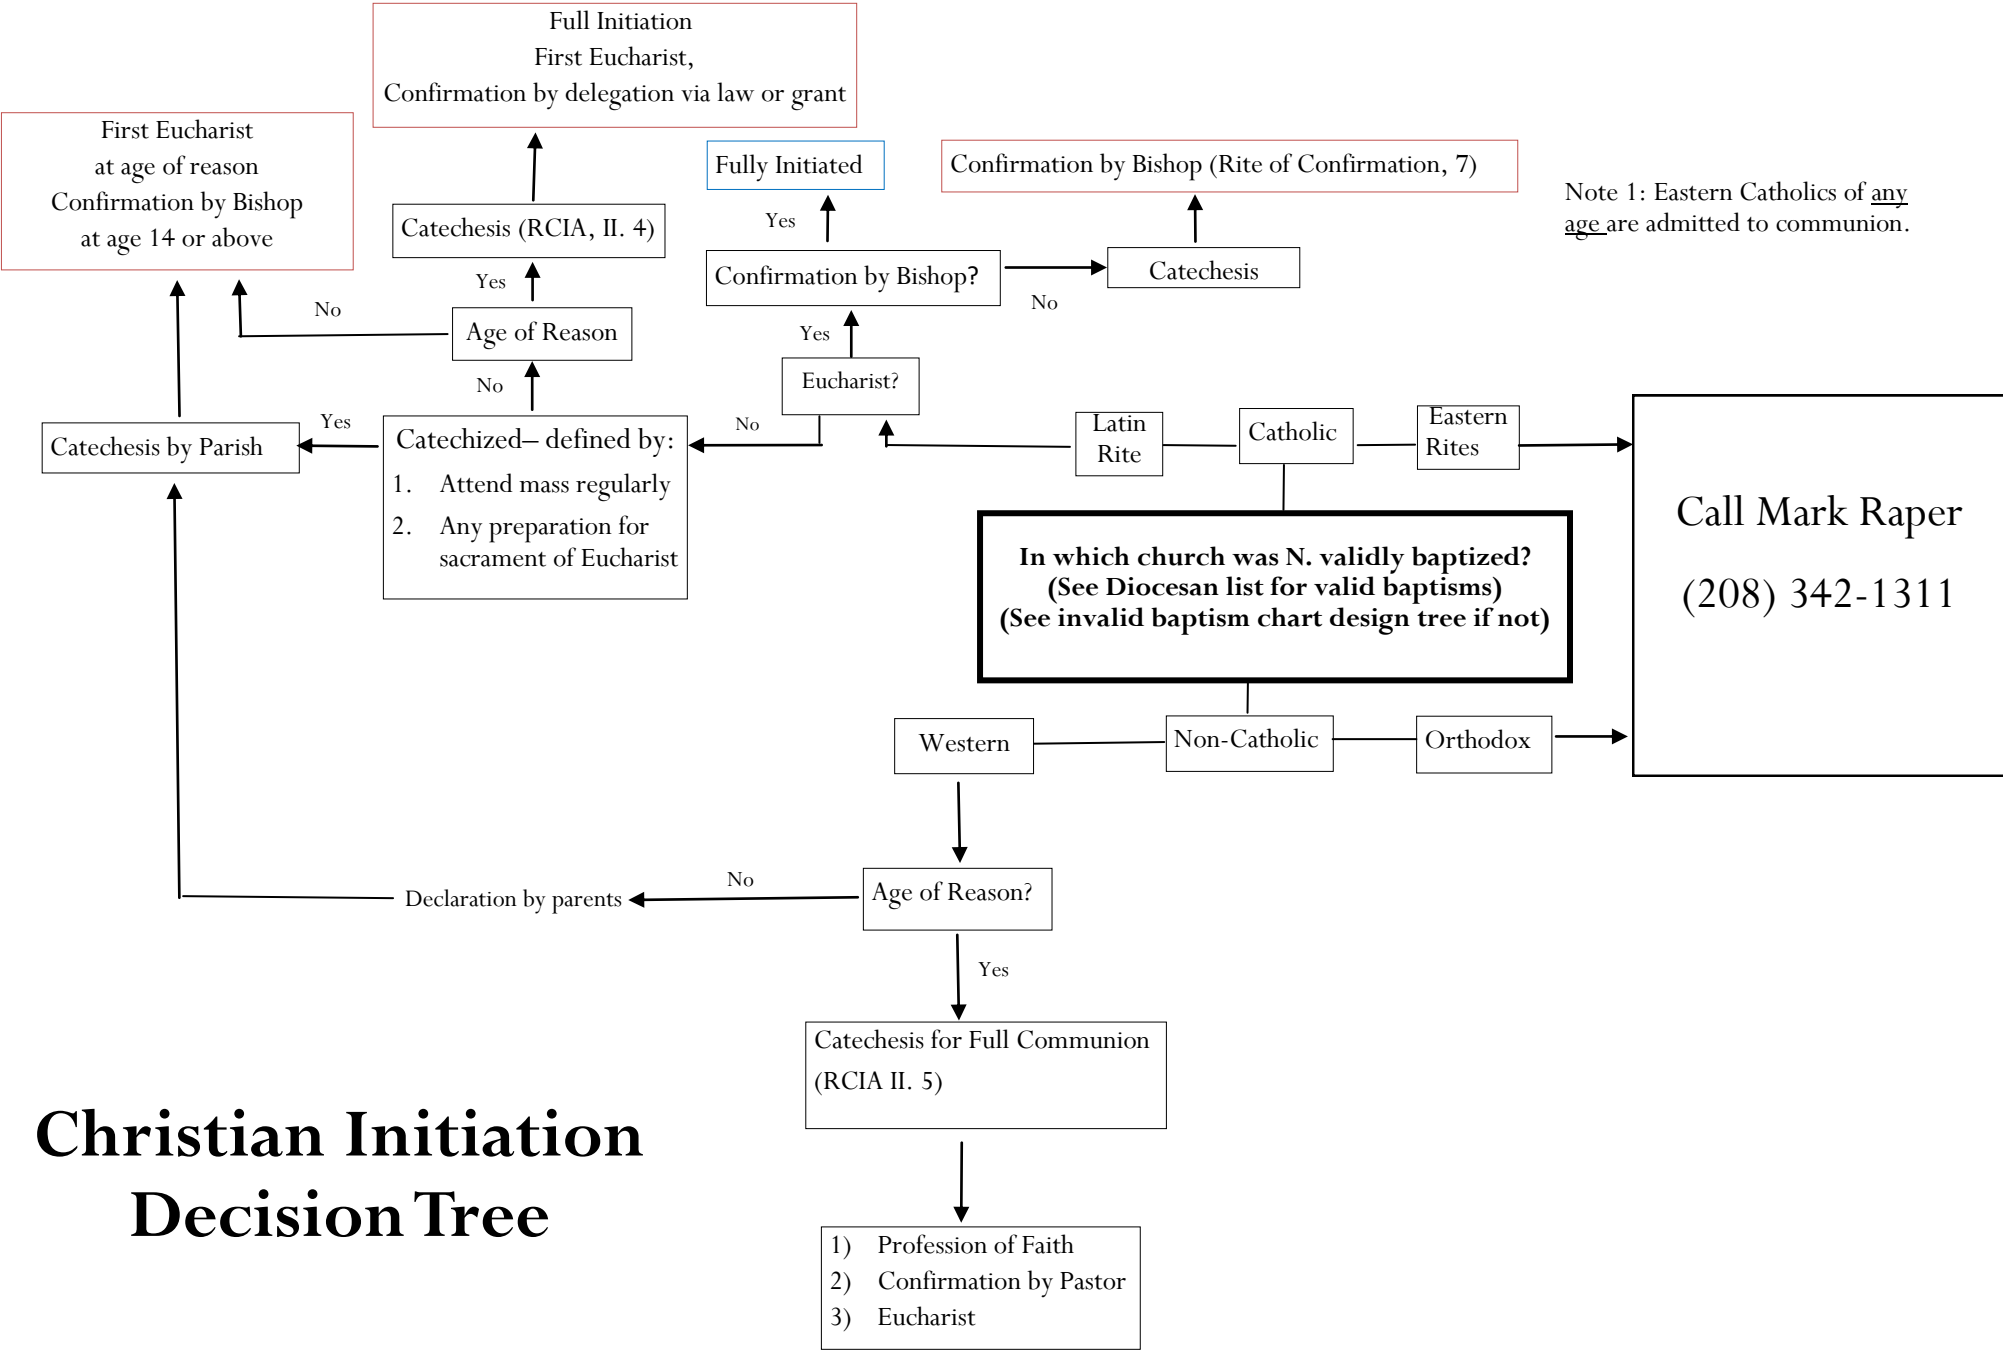 Full Initiation
First Eucharist,
Confirmation by delegation via law or grant
First Eucharist
at age of reason
Confirmation by Bishop
at age 14 or above
Fully Initiated
Confirmation by Bishop (Rite of Confirmation, 7)
Note 1: Eastern Catholics of any
age are admitted to communion.
Catechesis (RCIA, II. 4)
Yes
Yes
Confirmation by Bishop?
Catechesis
No
No
Age of Reason
Yes
Eucharist?
No
Yes
Catechesis by Parish
Catechized– defined by:
1. Attend mass regularly
2. Any preparation for
sacrament of Eucharist
No
Latin
Rite
Catholic
Eastern
Rites
Call Mark Raper
(208) 342-1311
In which church was N. validly baptized?
(See Diocesan list for valid baptisms)
(See invalid baptism chart design tree if not)
Western
Non-Catholic
Orthodox
Declaration by parents
No
Age of Reason?
Yes
Catechesis for Full Communion
(RCIA II. 5)
Christian Initiation
Decision Tree
1) Profession of Faith
2) Confirmation by Pastor
3) Eucharist